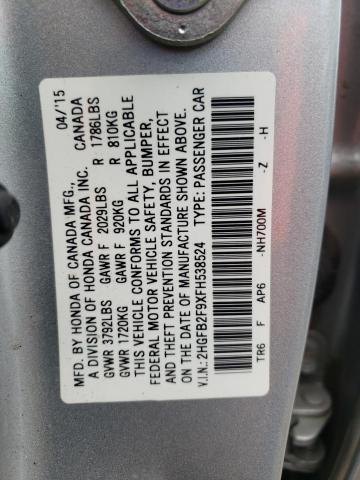 MFD. BY HONDA OF CANADA MFG., 04/'15
A DIVISION OF HONDA CANADA INC. CANADA
GVWR 3792LBS GAWR F 2029LBS R 1786LBS
GVWR 1720KG GAWR F 920KG R 810KG
THIS VEHICLE CONFORMS TO ALL APPLICABLE
FEDERAL MOTOR VEHICLE SAFETY, BUMPER,
AND THEFT PREVENTION STANDARDS IN EFFECT
ON THE DATE OF MANUFACTURE SHOWN ABOVE.
V.I.N.: 2HGFB2F9XFH538524 TYPE: PASSENGER CAR
TR6 F AP6 -NH700M -Z -H